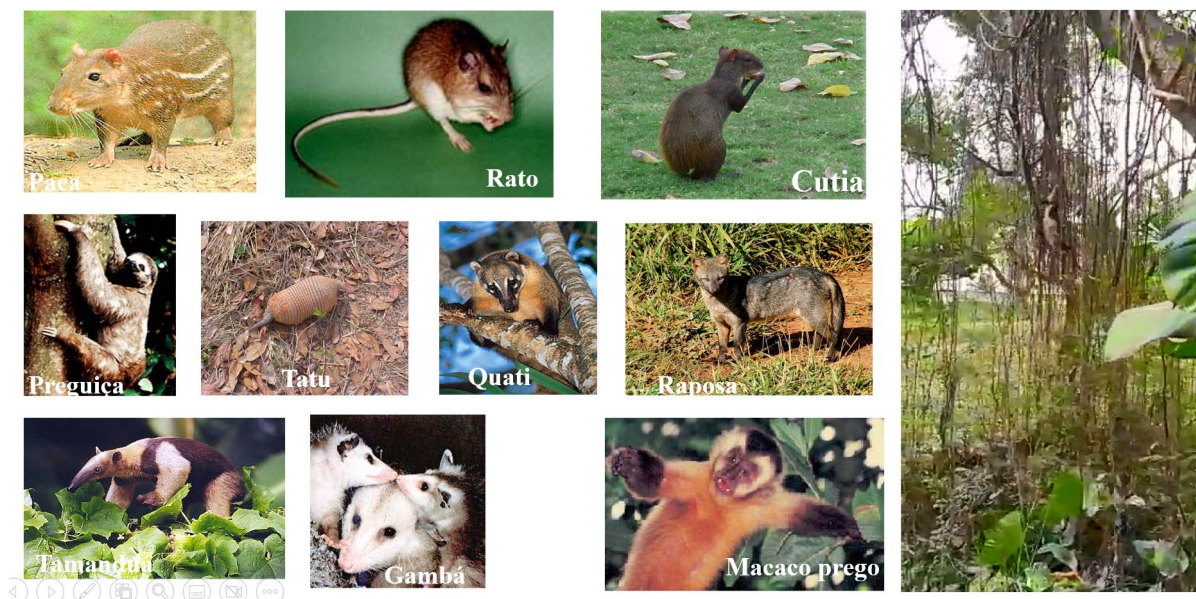 Paca
Rato
Cutia
Preguiça
Tatu
Quati
Raposa
Tamanduá
Gambá
Macaco prego